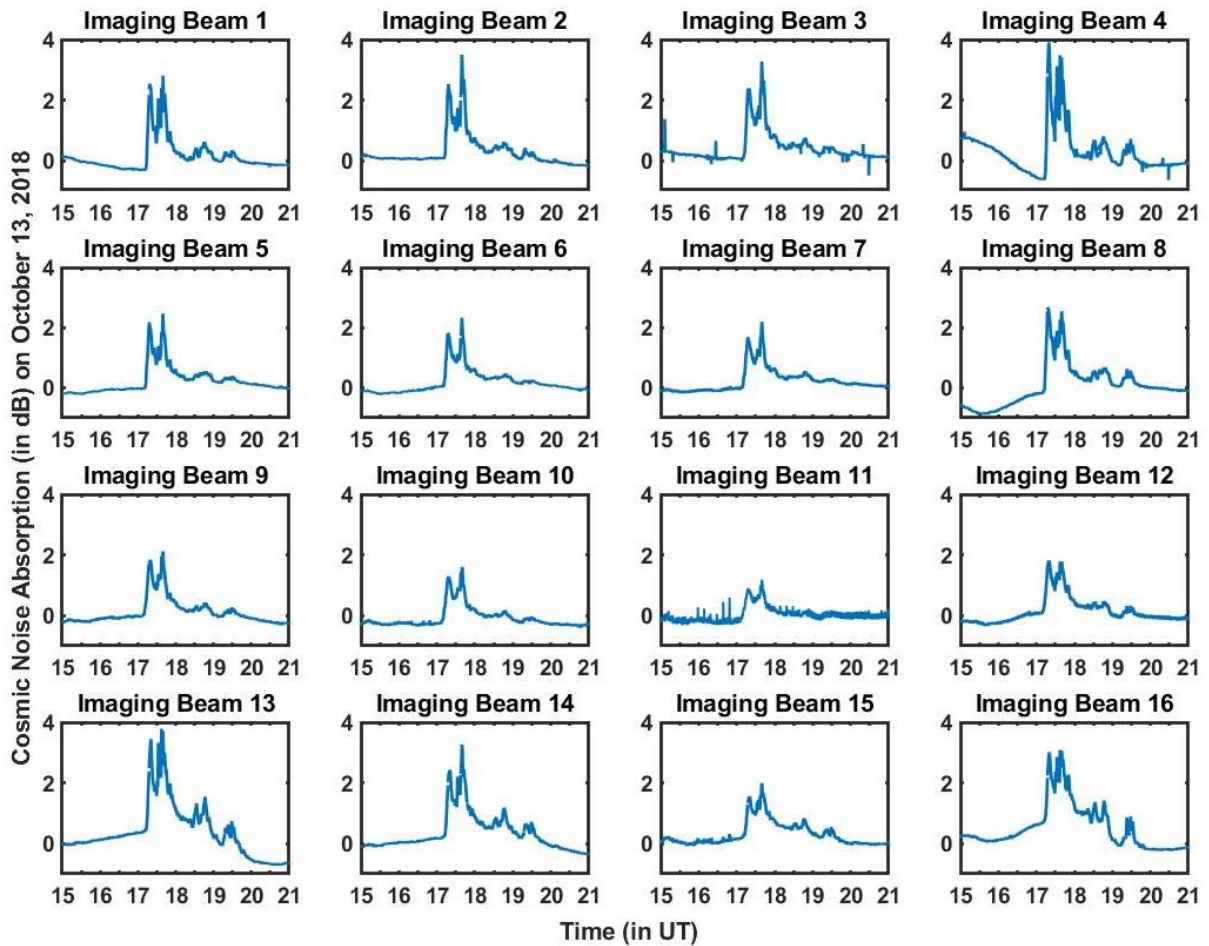 Cosmic Noise Absorption (in dB) on October 13, 2018
Imaging Beam 1
4
2
0
15 16 17 18 19 20 21
Imaging Beam 2
4
2
0
15 16 17 18 19 20 21
Imaging Beam 3
4
2
0
15 16 17 18 19 20 21
Imaging Beam 4
4
2
0
15 16 17 18 19 20 21
Imaging Beam 5
4
2
0
15 16 17 18 19 20 21
Imaging Beam 6
4
2
0
15 16 17 18 19 20 21
Imaging Beam 7
4
2
0
15 16 17 18 19 20 21
Imaging Beam 8
4
2
0
15 16 17 18 19 20 21
Imaging Beam 9
4
2
0
15 16 17 18 19 20 21
Imaging Beam 10
4
2
0
15 16 17 18 19 20 21
Imaging Beam 11
4
2
0
15 16 17 18 19 20 21
Imaging Beam 12
4
2
0
15 16 17 18 19 20 21
Imaging Beam 13
4
2
0
15 16 17 18 19 20 21
Imaging Beam 14
4
2
0
15 16 17 18 19 20 21
Imaging Beam 15
4
2
0
15 16 17 18 19 20 21
Imaging Beam 16
4
2
0
15 16 17 18 19 20 21
Time (in UT)